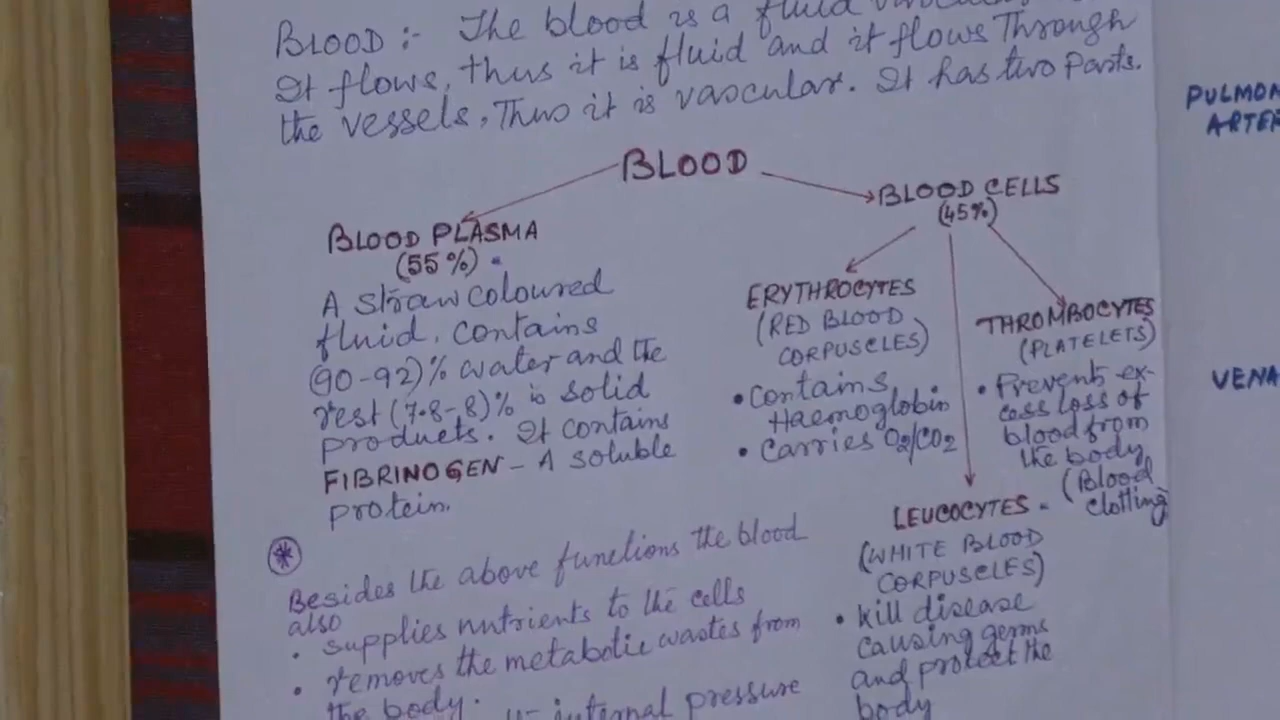 BLOOD :- The blood is a fluid
It flows, thus it is fluid and it flows Through
the vessels, Thus it is vascular. It has two Parts.
BLOOD
BLOOD PLASMA
(55%)
A straw coloured
fluid, contains
(90-92)% water and the
rest (7.8-8)% is solid
products. It contains
FIBRINOGEN - A soluble
protein.
BLOOD CELLS
(45%)
ERYTHROCYTES
(RED BLOOD
CORPUSCLES)
• Contains
Haemoglobin
• Carries O2/CO2
THROMBOCYTES
(PLATELETS)
• Prevents ex-
cess loss of
blood from
the body
(Blood
clotting
LEUCOCYTES -
(WHITE BLOOD
CORPUSCLES)
• kill disease
causing germs
and protect the
body
*
Besides the above functions the blood
also
• supplies nutrients to the cells
• removes the metabolic wastes from
the body.
internal pressure
PULMON
ARTE
VENA